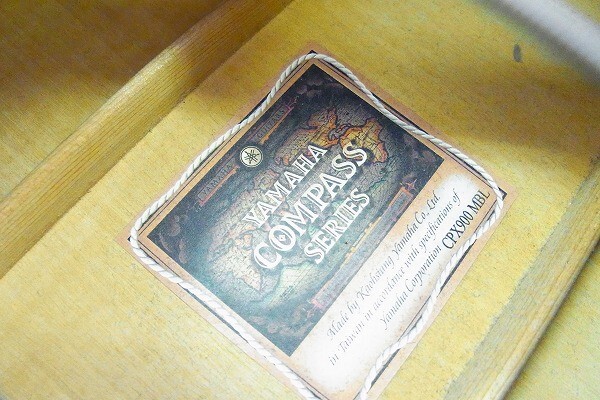 YAMAHA
COMPASS
SERIES
Made by Kaohsiung Yamaha Co., Ltd.
in Taiwan in accordance with specifications of
Yamaha Corporation CPX900 MBL